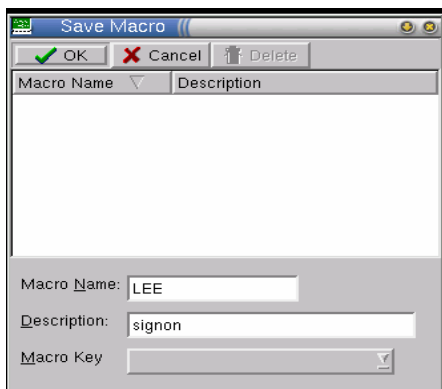 Save Macro
OK Cancel Delete
Macro Name Description
Macro Name: LEE
Description: signon
Macro Key